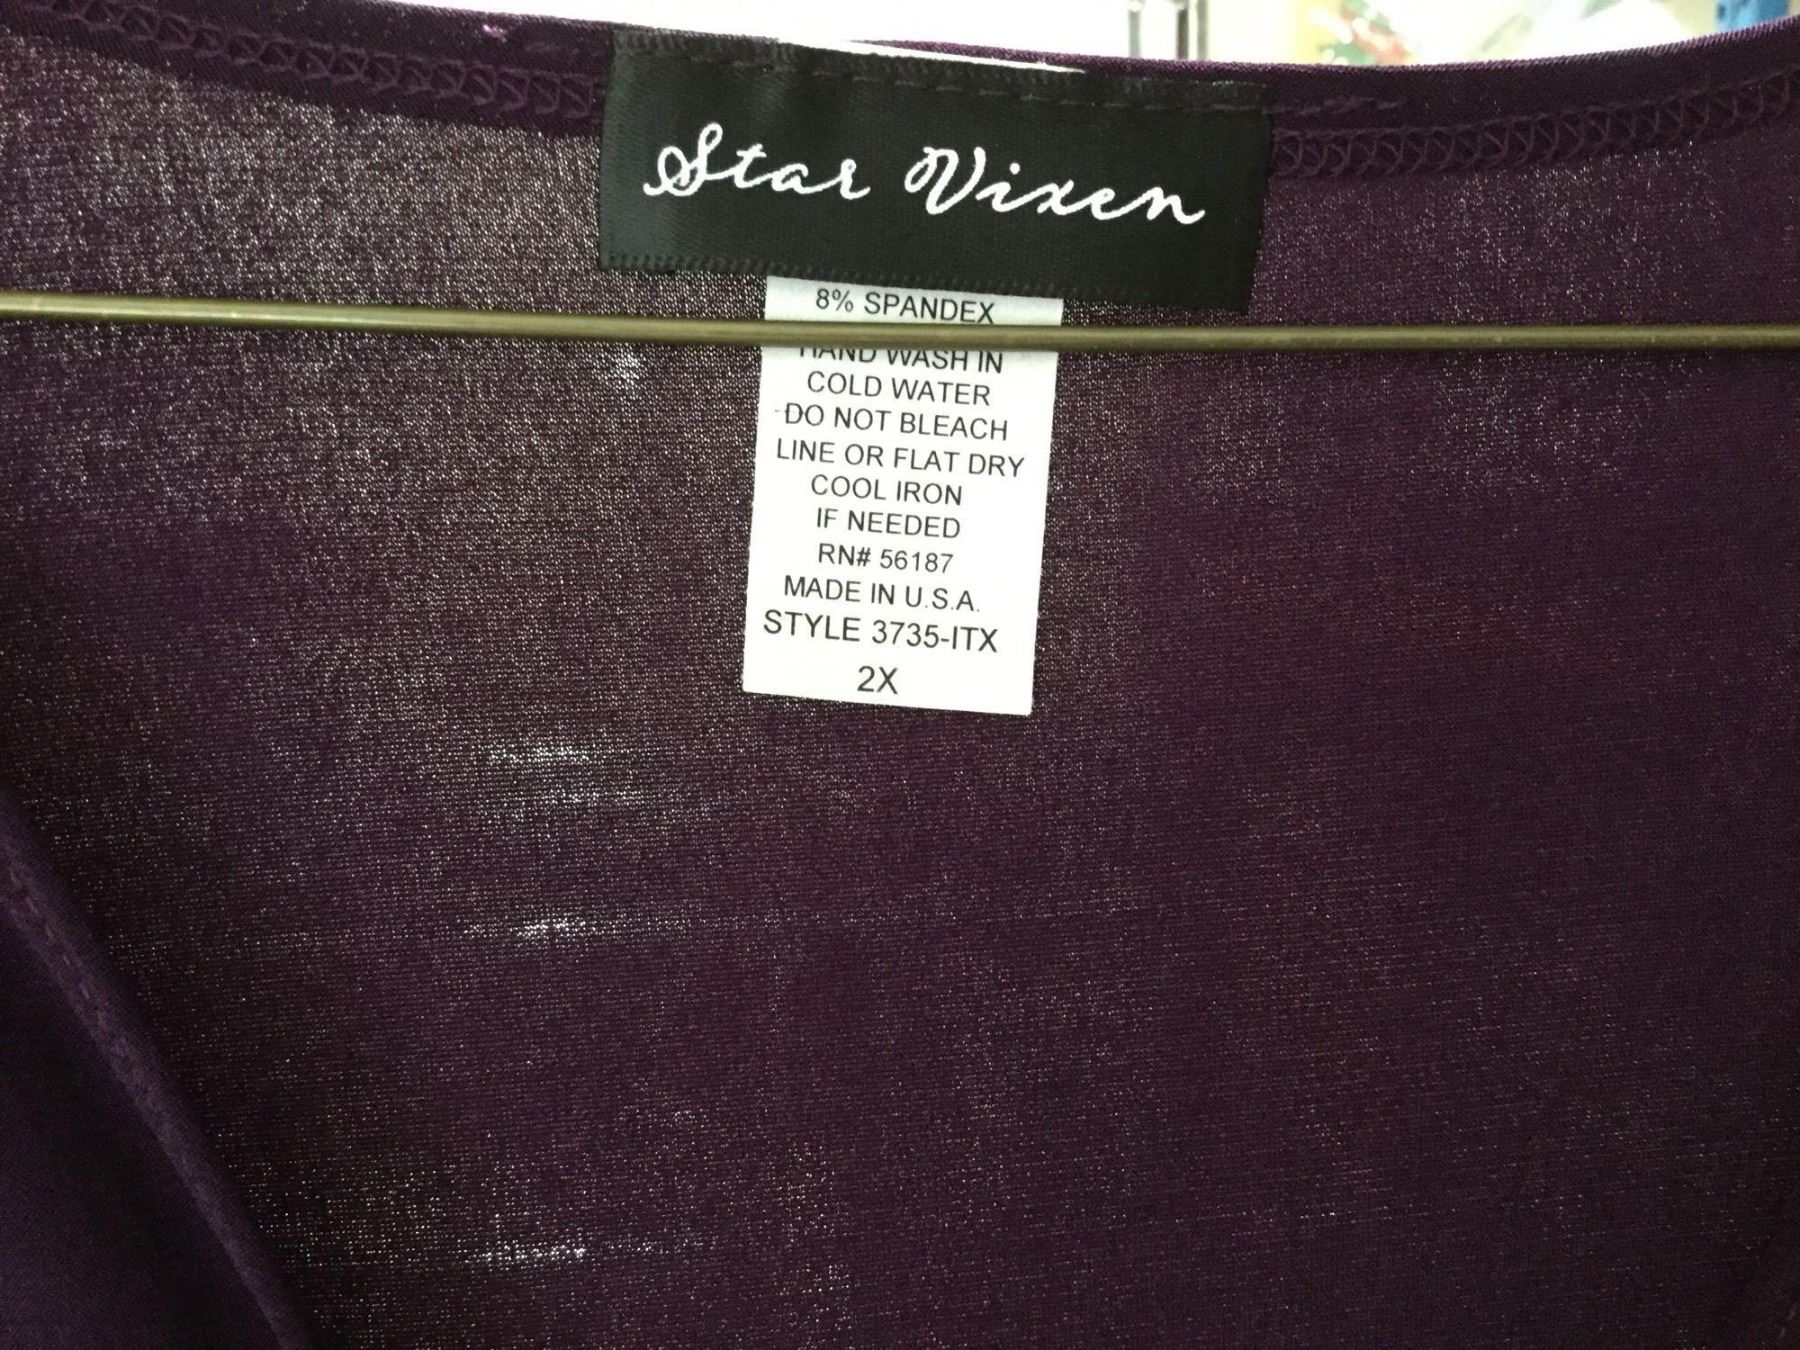 Star Vixen
8% SPANDEX
HAND WASH IN
COLD WATER
DO NOT BLEACH
LINE OR FLAT DRY
COOL IRON
IF NEEDED
RN# 56187
MADE IN U.S.A.
STYLE 3735-ITX
2X